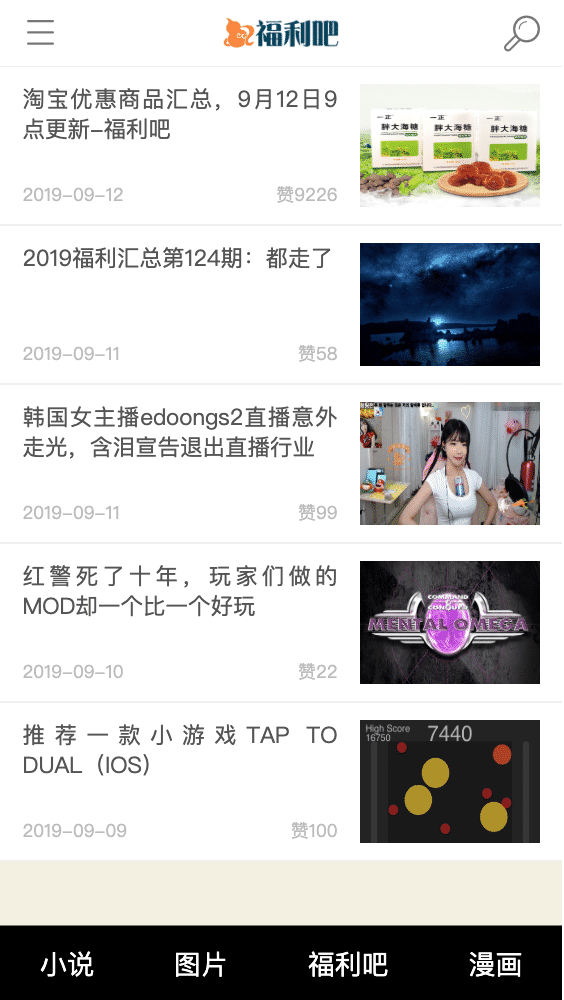 福利吧
淘宝优惠商品汇总，9月12日9
点更新-福利吧
2019-09-12 赞9226
一正 一正 一正
胖大海糖 胖大海糖 胖大海糖
2019福利汇总第124期：都走了
2019-09-11 赞58
韩国女主播edoongs2直播意外
走光，含泪宣告退出直播行业
2019-09-11 赞99
红警死了十年，玩家们做的
MOD却一个比一个好玩
2019-09-10 赞22
COMMAND
CONQUER
MENTAL OMEGA
推荐一款小游戏TAP TO
DUAL（IOS）
2019-09-09 赞100
High Score 7440
16750
小说 图片 福利吧 漫画